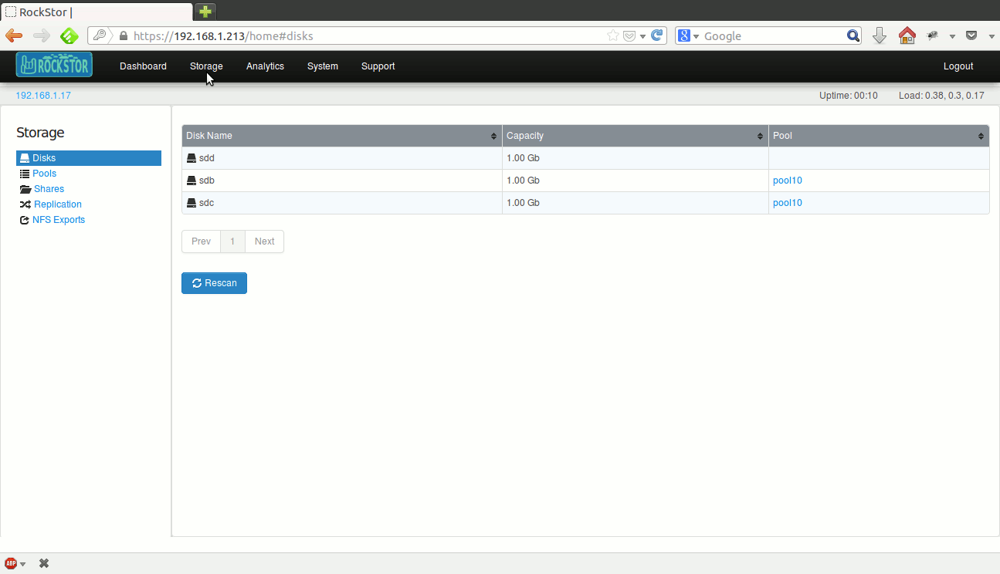 RockStor |
https://192.168.1.213/home#disks
Google
ROCKSTOR Dashboard Storage Analytics System Support Logout
192.168.1.17 Uptime: 00:10 Load: 0.38, 0.3, 0.17
Storage
Disks
Pools
Shares
Replication
NFS Exports
Disk Name Capacity Pool
sdd 1.00 Gb
sdb 1.00 Gb pool10
sdc 1.00 Gb pool10
Prev 1 Next
Rescan
ABP